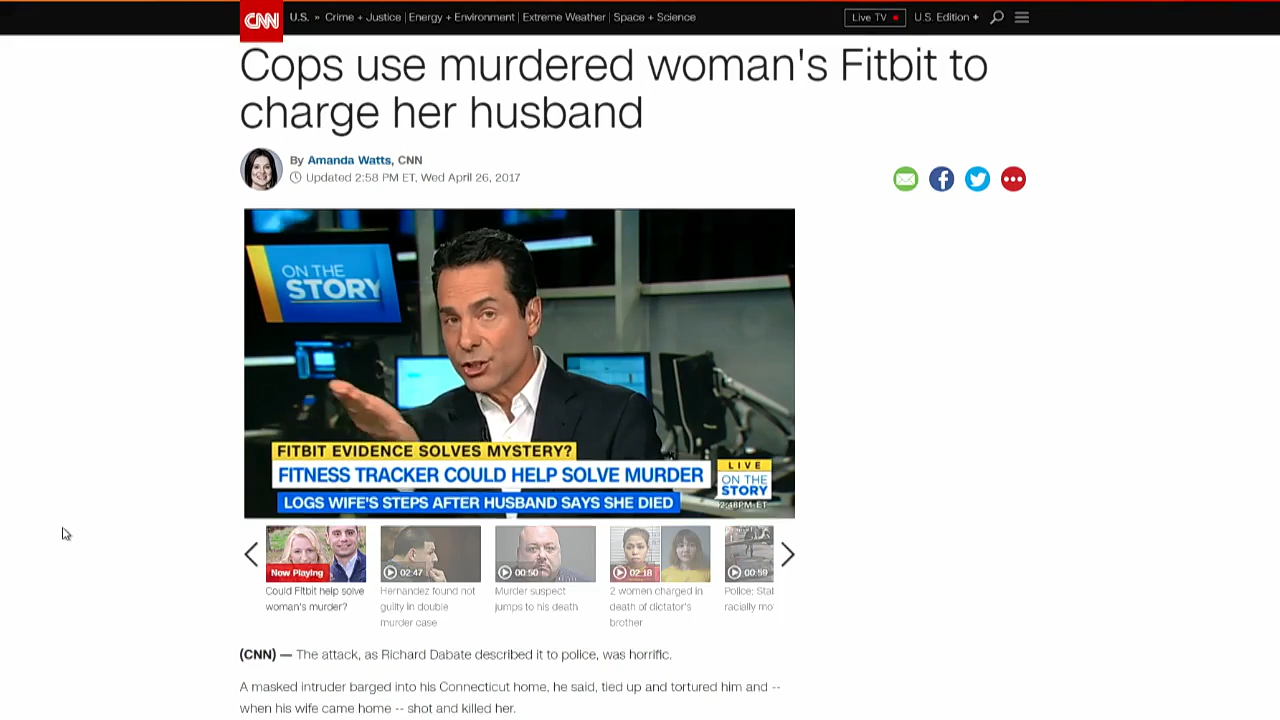 CNN
U.S. » Crime + Justice | Energy + Environment | Extreme Weather | Space + Science
Live TV
U.S. Edition +
Cops use murdered woman's Fitbit to
charge her husband
By Amanda Watts, CNN
Updated 2:58 PM ET, Wed April 26, 2017
ON THE
STORY
FITBIT EVIDENCE SOLVES MYSTERY?
FITNESS TRACKER COULD HELP SOLVE MURDER
LOGS WIFE'S STEPS AFTER HUSBAND SAYS SHE DIED
LIVE
ON THE
STORY
2:48PM ET
Now Playing
02:47
00:50
02:18
00:59
Could Fitbit help solve
woman's murder?
Hernandez found not
guilty in double
murder case
Murder suspect
jumps to his death
2 women charged in
death of dictator's
brother
Police: Stat
racially mo
(CNN) — The attack, as Richard Dabate described it to police, was horrific.
A masked intruder barged into his Connecticut home, he said, tied up and tortured him and --
when his wife came home -- shot and killed her.